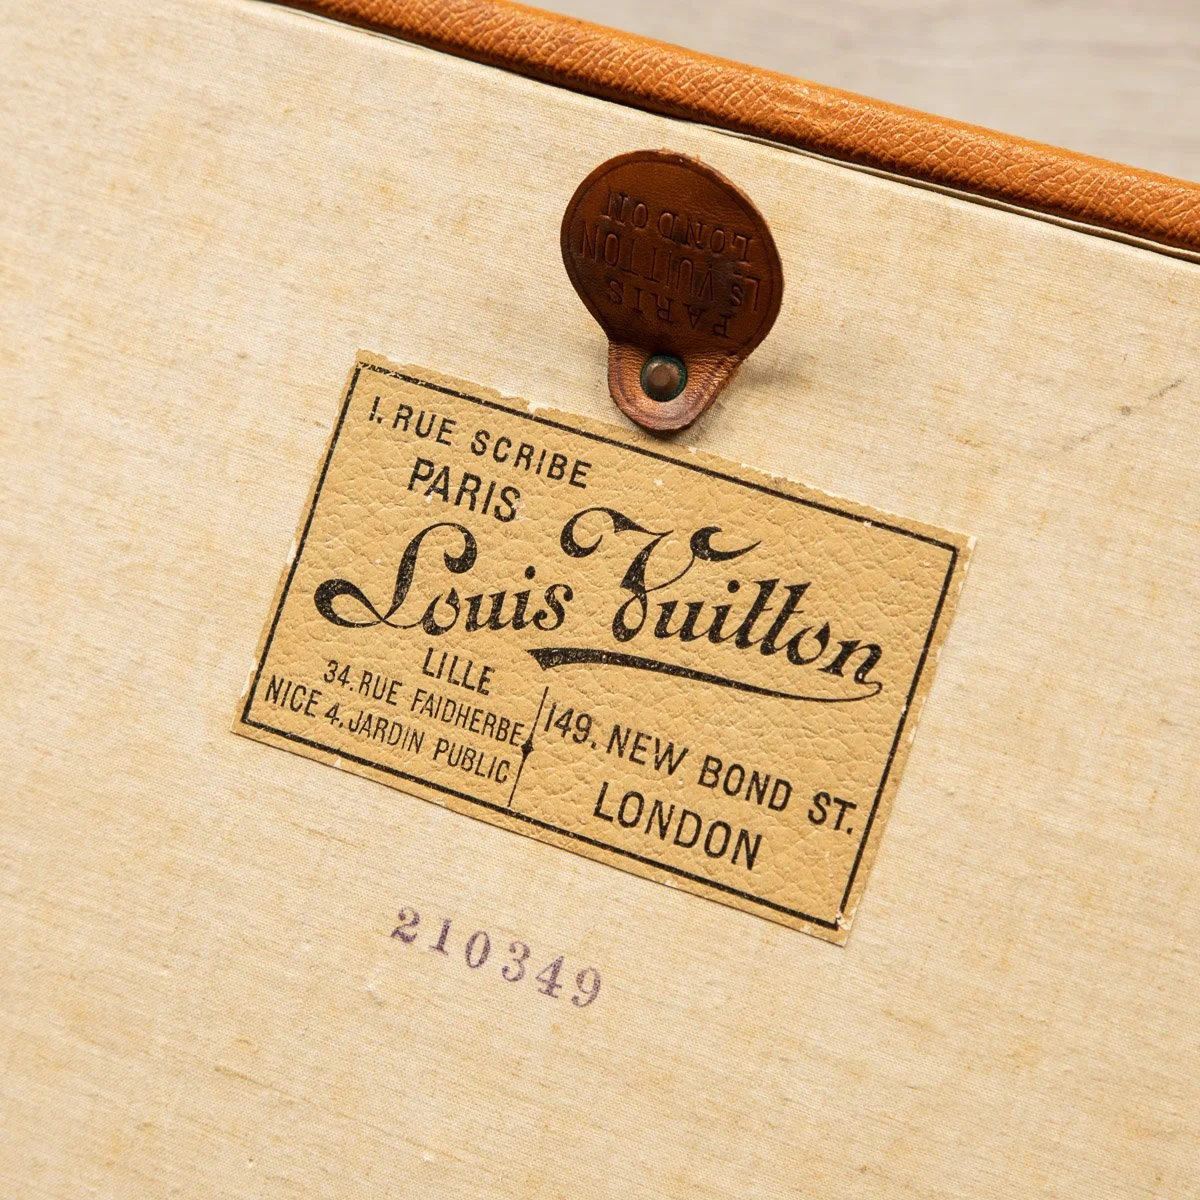 PARIS
Ls VUITTON
LONDON
1. RUE SCRIBE
PARIS
Louis Vuitton
LILLE
34. RUE FAIDHERBE
NICE 4. JARDIN PUBLIC
149. NEW BOND ST.
LONDON
210349